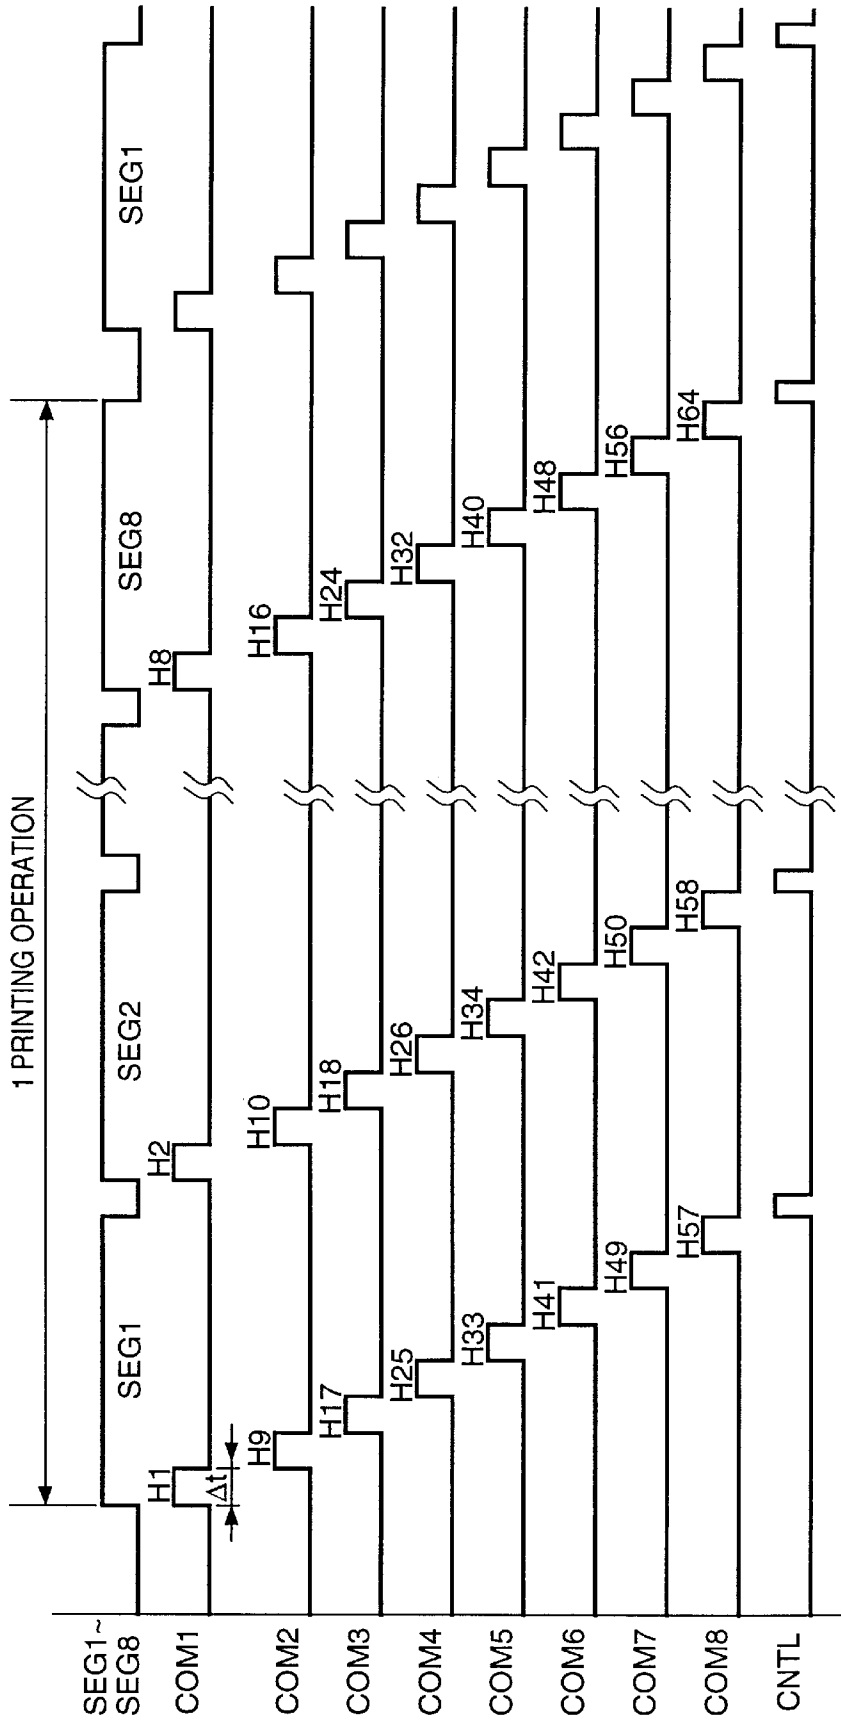 1 PRINTING OPERATION
SEG1~
SEG8
SEG1
SEG2
SEG8
SEG1
COM1
H1
H2
H8
Δt
COM2
H9
H10
H16
COM3
H17
H18
H24
COM4
H25
H26
H32
COM5
H33
H34
H40
COM6
H41
H42
H48
COM7
H49
H50
H56
COM8
H57
H58
H64
CNTL